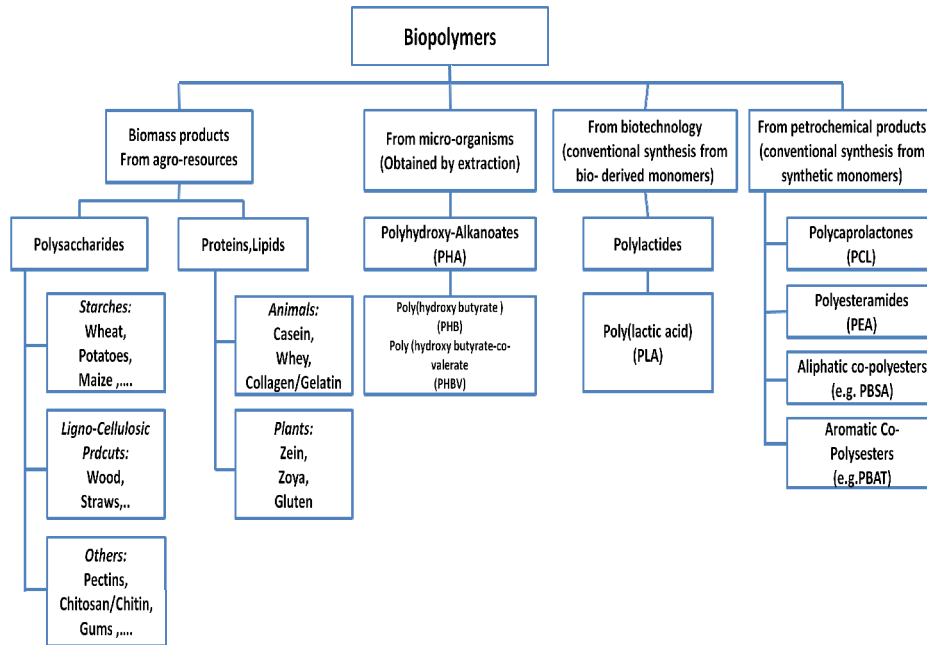 Biopolymers
Biomass products
From agro-resources
From micro-organisms
(Obtained by extraction)
From biotechnology
(conventional synthesis from
bio- derived monomers)
From petrochemical products
(conventional synthesis from
synthetic monomers)
Polysaccharides
Proteins,Lipids
Polyhydroxy-Alkanoates
(PHA)
Polylactides
Polycaprolactones
(PCL)
Starches:
Wheat,
Potatoes,
Maize ,....
Animals:
Casein,
Whey,
Collagen/Gelatin
Poly(hydroxy butyrate )
(PHB)
Poly (hydroxy butyrate-co-
valerate
(PHBV)
Poly(lactic acid)
(PLA)
Polyesteramides
(PEA)
Aliphatic co-polyesters
(e.g. PBSA)
Ligno-Cellulosic
Prdcuts:
Wood,
Straws,..
Plants:
Zein,
Zoya,
Gluten
Aromatic Co-
Polysesters
(e.g.PBAT)
Others:
Pectins,
Chitosan/Chitin,
Gums ,....